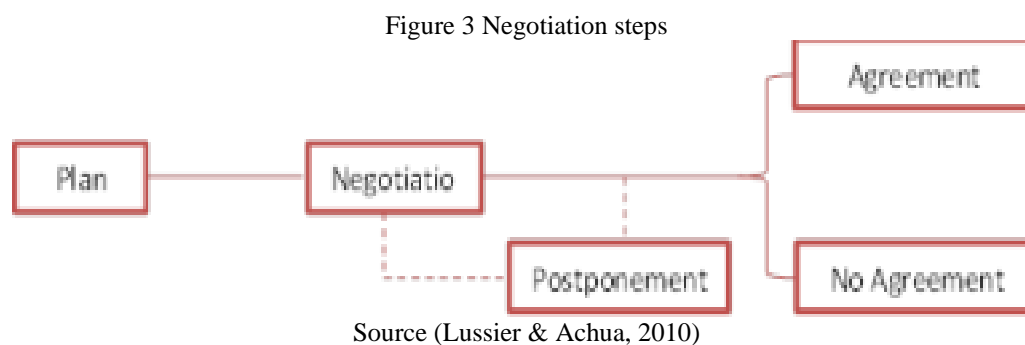 Figure 3 Negotiation steps
Agreement
Plan
Negotiatio
Postponement
No Agreement
Source (Lussier & Achua, 2010)